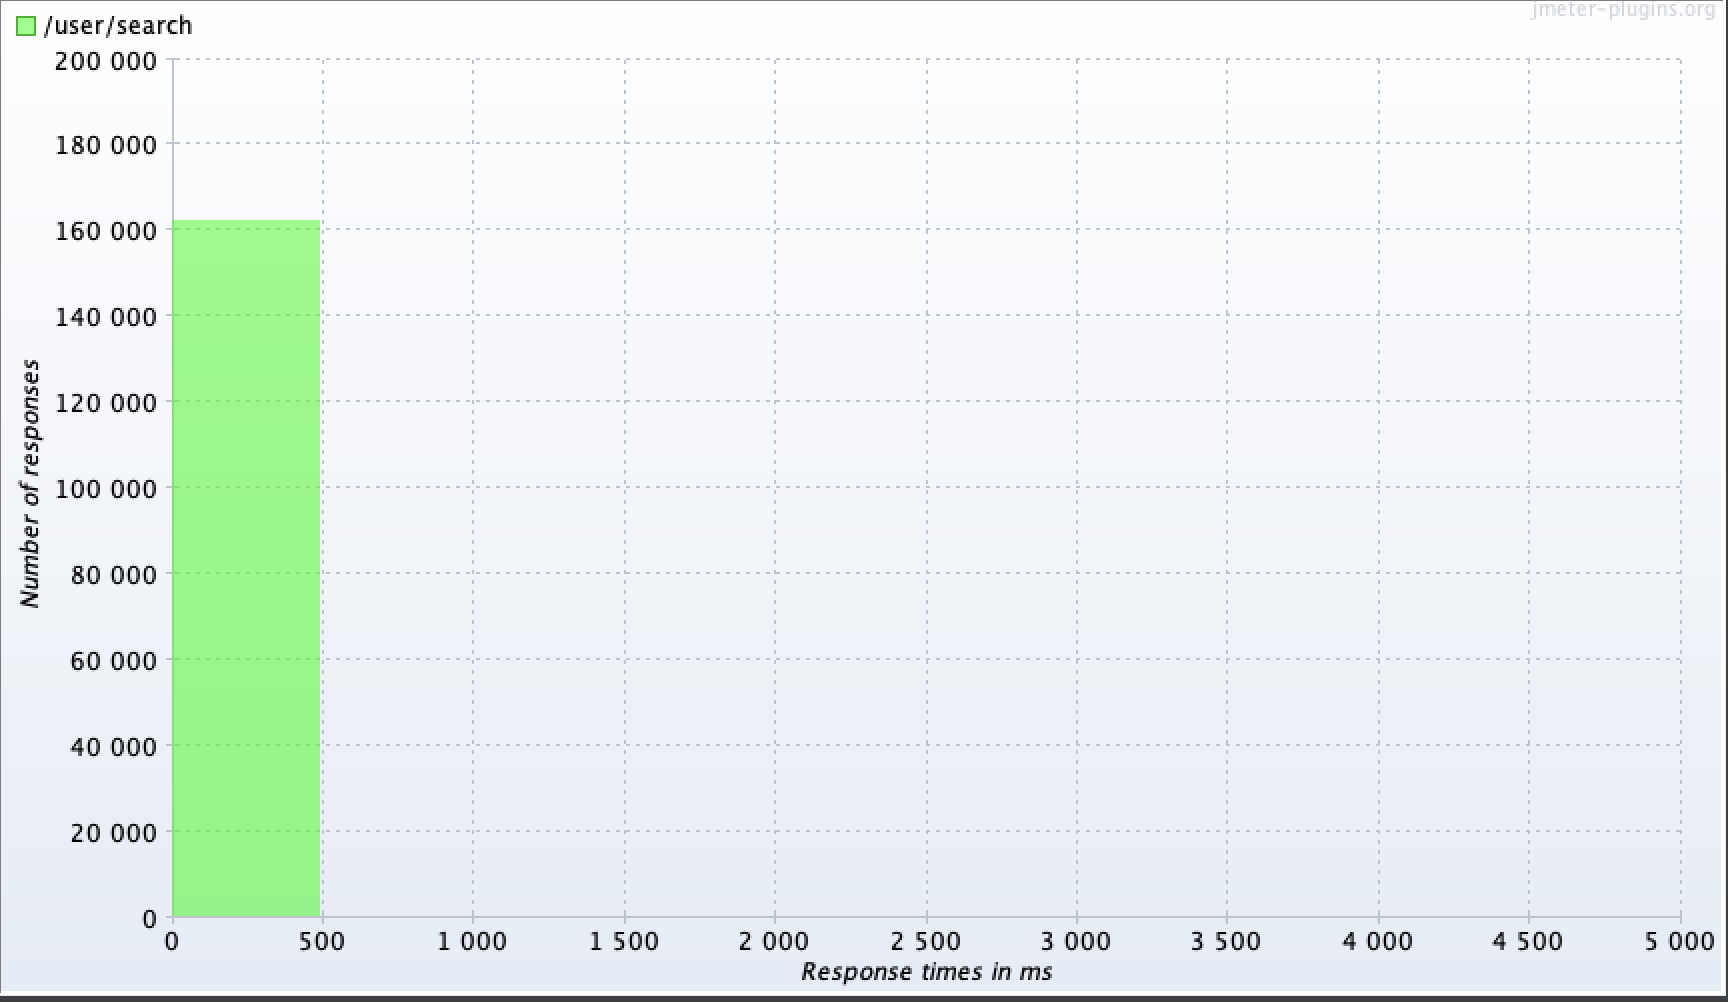 jmeter-plugins.org
/user/search
200 000
180 000
160 000
140 000
120 000
100 000
80 000
60 000
40 000
20 000
0
Number of responses
0 500 1 000 1 500 2 000 2 500 3 000 3 500 4 000 4 500 5 000
Response times in ms